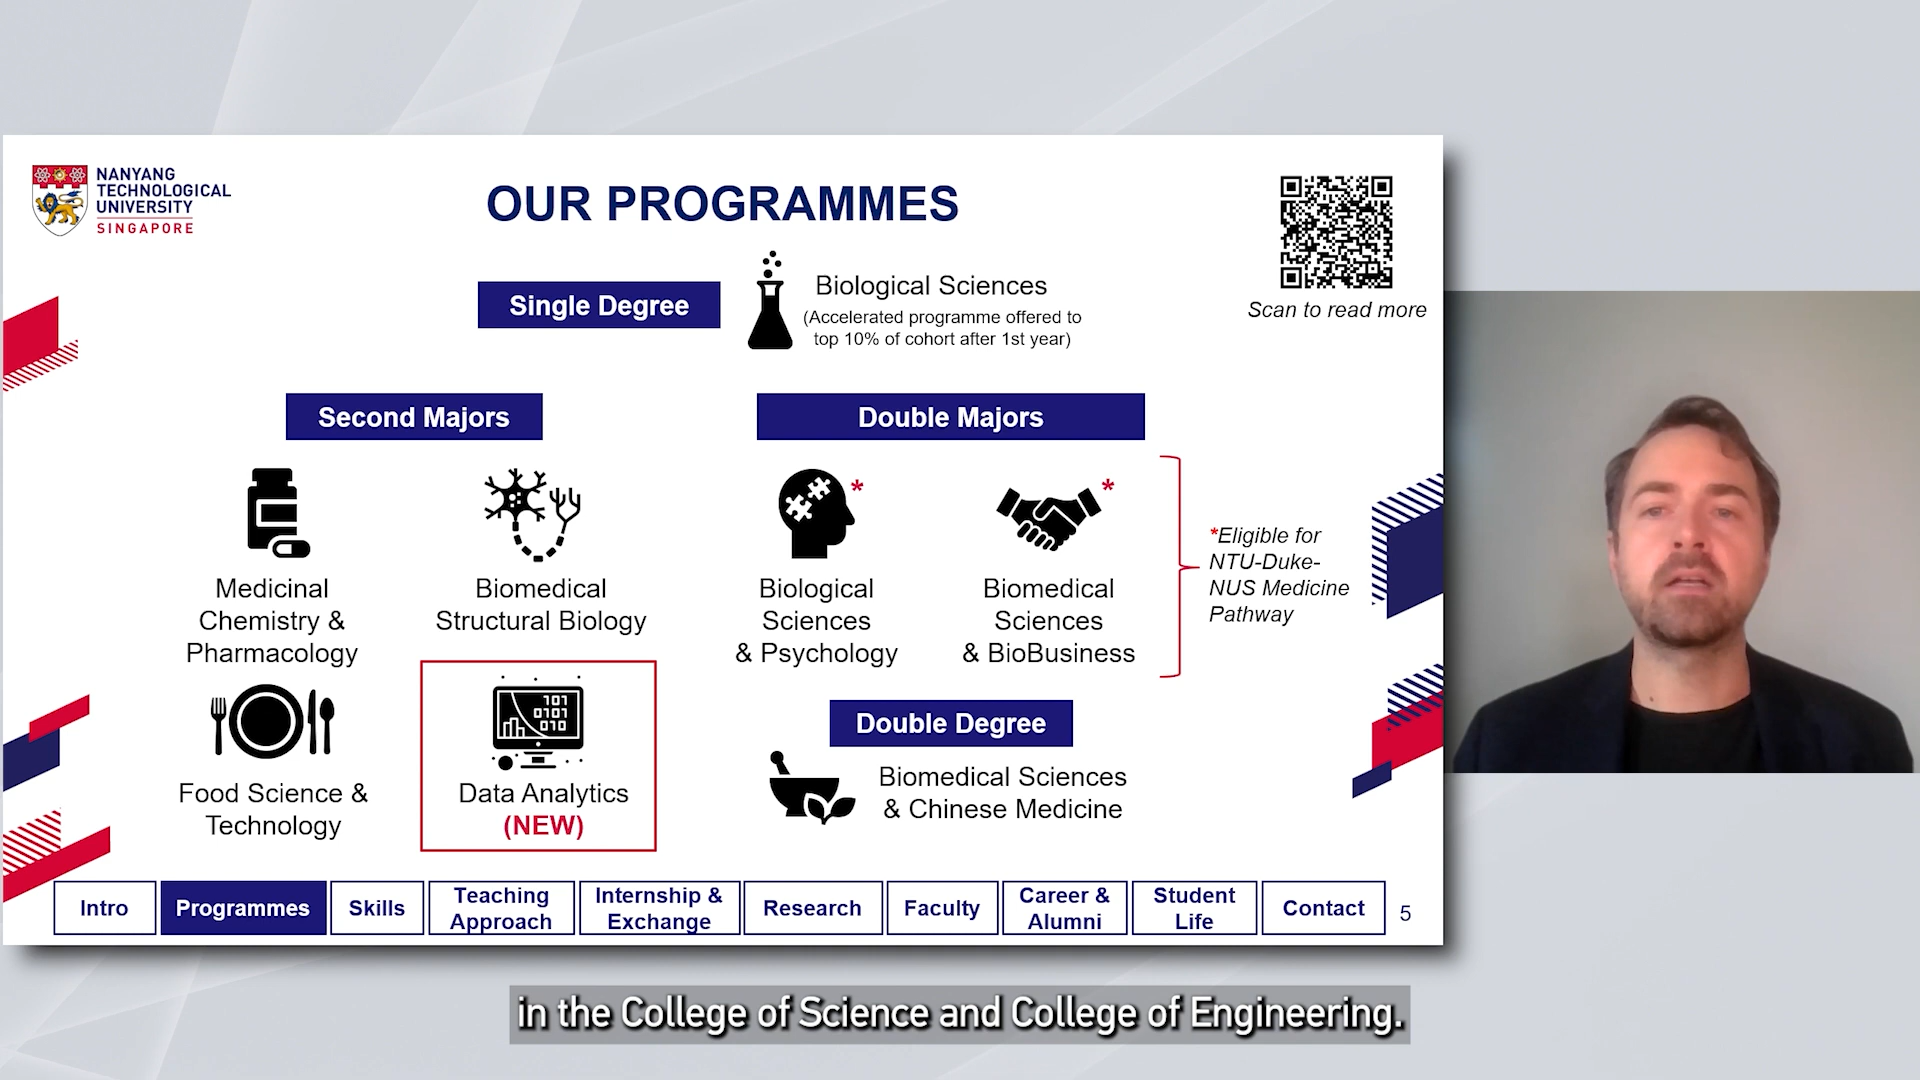 NANYANG
TECHNOLOGICAL
UNIVERSITY
SINGAPORE
OUR PROGRAMMES
Scan to read more
Single Degree
Biological Sciences
(Accelerated programme offered to
top 10% of cohort after 1st year)
Second Majors
Medicinal
Chemistry &
Pharmacology
Biomedical
Structural Biology
Food Science &
Technology
101
0101
010
Data Analytics
(NEW)
Double Majors
*
Biological
Sciences
& Psychology
*
Biomedical
Sciences
& BioBusiness
*Eligible for
NTU-Duke-
NUS Medicine
Pathway
Double Degree
Biomedical Sciences
& Chinese Medicine
Intro
Programmes
Skills
Teaching
Approach
Internship &
Exchange
Research
Faculty
Career &
Alumni
Student
Life
Contact
5
in the College of Science and College of Engineering.